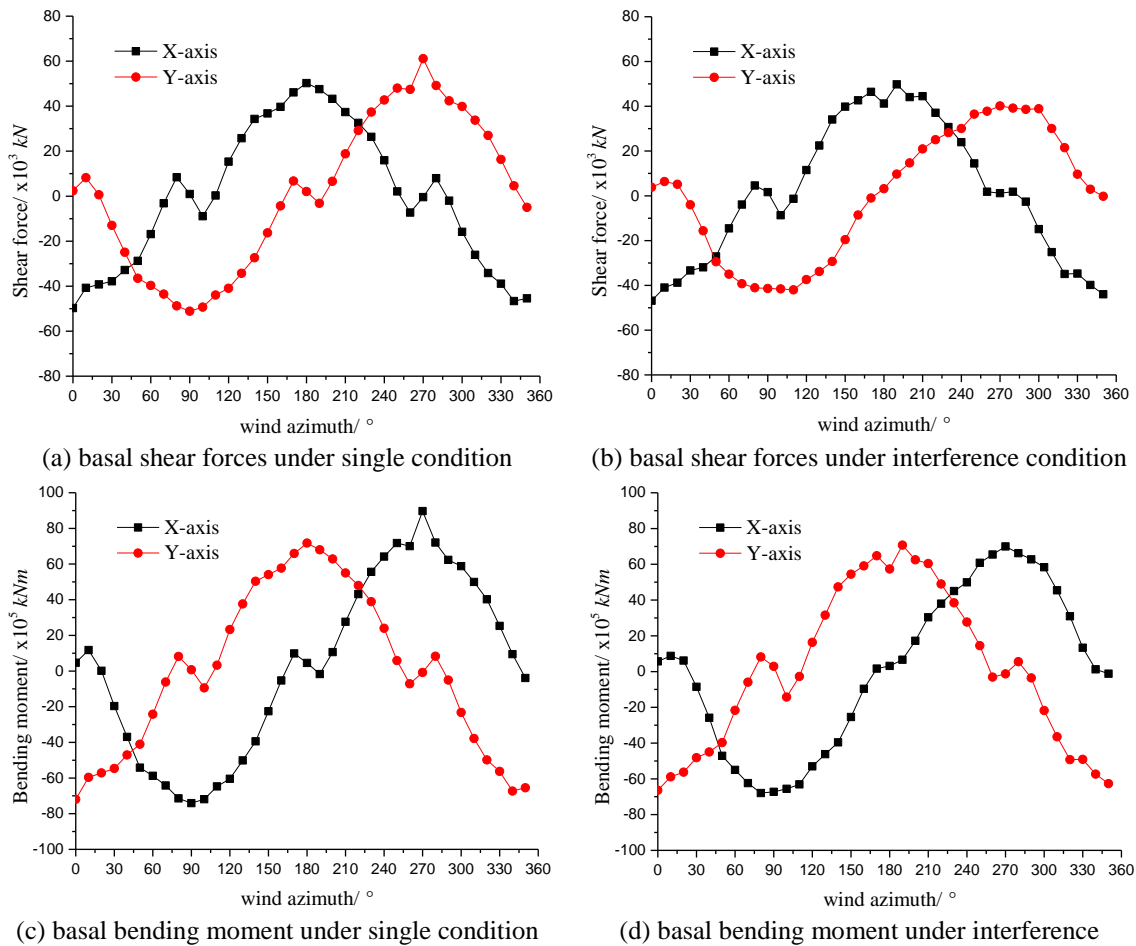 80
60
40
20
0
-20
-40
-60
-80
Shear force/ x10³ kN
X-axis
Y-axis
0 30 60 90 120 150 180 210 240 270 300 330 360
wind azimuth/ °
(a) basal shear forces under single condition
80
60
40
20
0
-20
-40
-60
-80
Shear force/ x10³ kN
X-axis
Y-axis
0 30 60 90 120 150 180 210 240 270 300 330 360
wind azimuth/ °
(b) basal shear forces under interference condition
100
80
60
40
20
0
-20
-40
-60
-80
-100
Bending moment/ x10⁵ kNm
X-axis
Y-axis
0 30 60 90 120 150 180 210 240 270 300 330 360
wind azimuth/ °
(c) basal bending moment under single condition
100
80
60
40
20
0
-20
-40
-60
-80
-100
Bending moment/ x10⁵ kNm
X-axis
Y-axis
0 30 60 90 120 150 180 210 240 270 300 330 360
wind azimuth/ °
(d) basal bending moment under interference